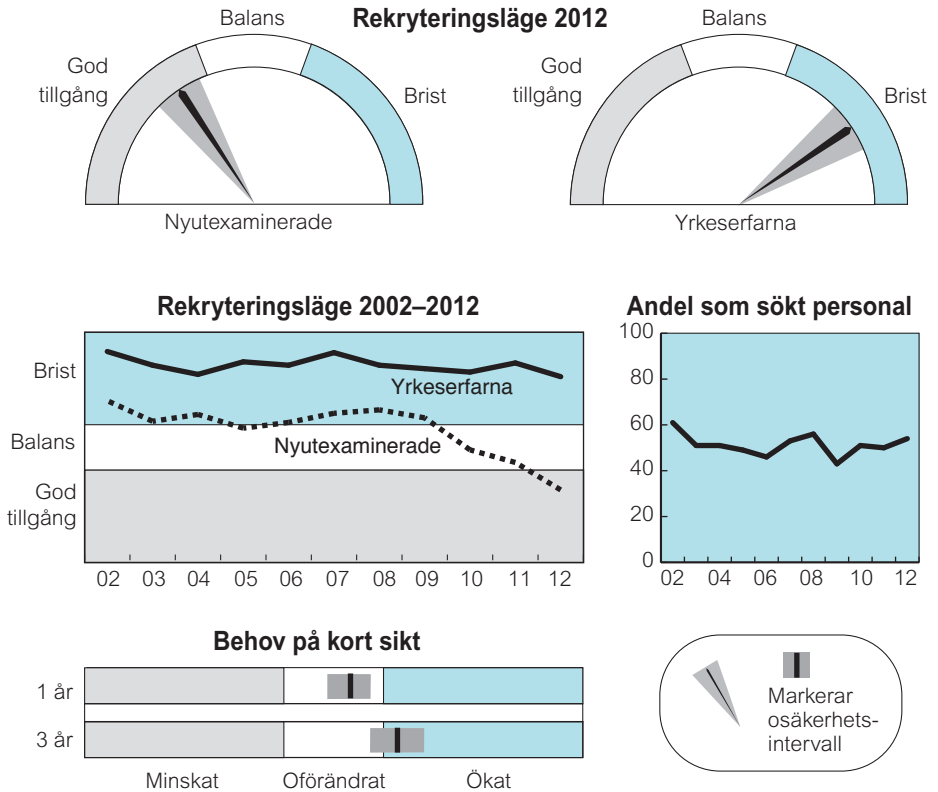 Rekryteringsläge 2012
Balans
God
tillgång
Brist
Nyutexaminerade
Balans
God
tillgång
Brist
Yrkeserfarna
Rekryteringsläge 2002–2012
Brist
Balans
God
tillgång
Yrkeserfarna
Nyutexaminerade
02 03 04 05 06 07 08 09 10 11 12
Andel som sökt personal
100
80
60
40
20
0
02 04 06 08 10 12
Behov på kort sikt
1 år
3 år
Minskat Oförändrat Ökat
Markerar
osäkerhets-
intervall